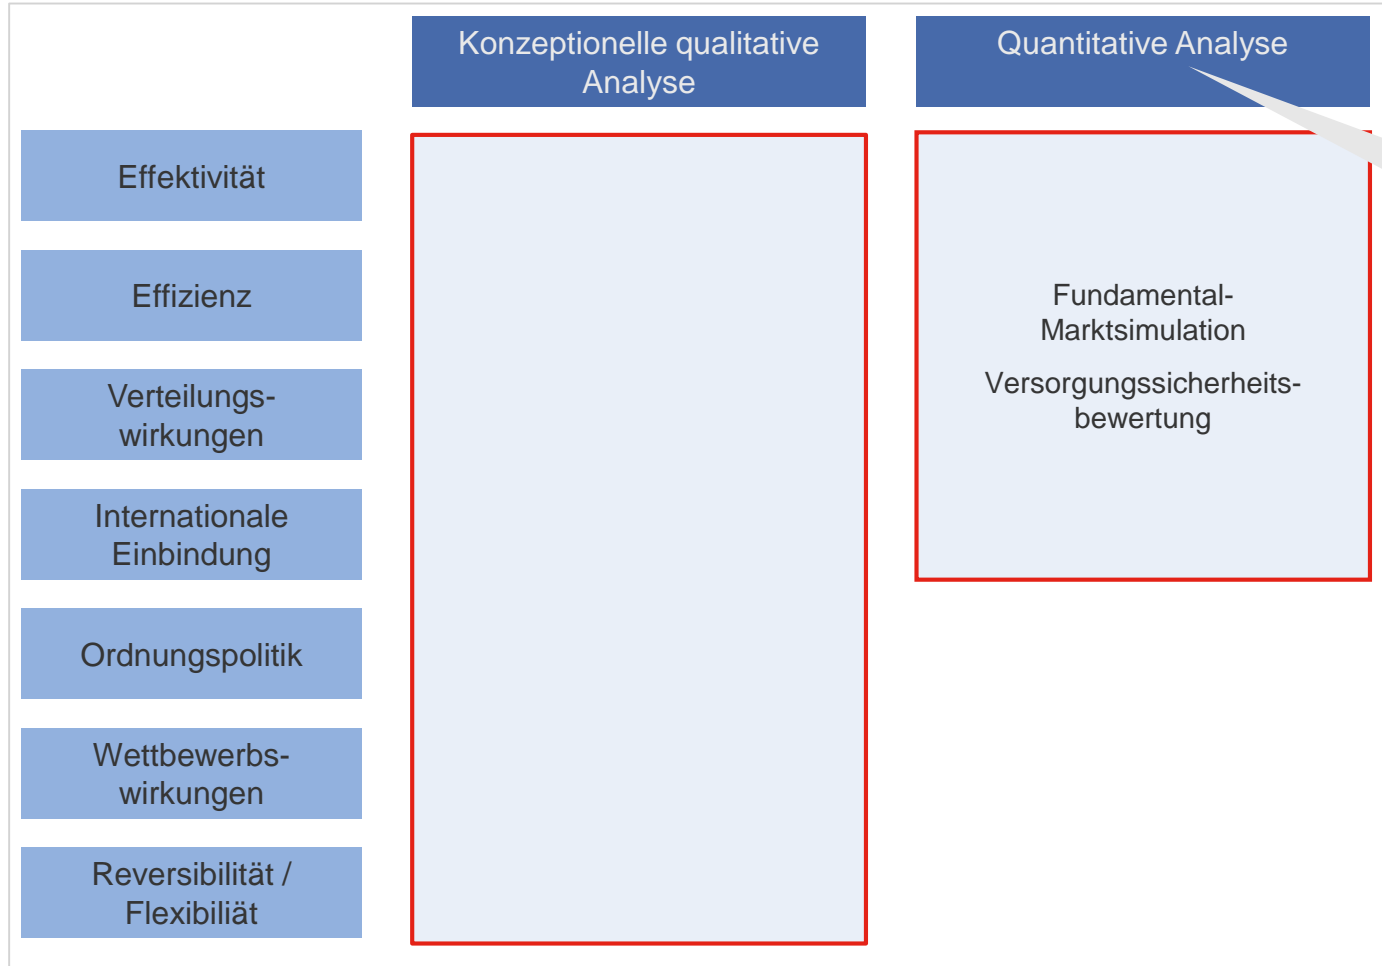 Konzeptionelle qualitative
Analyse
Quantitative Analyse
Effektivität
Effizienz
Fundamental-
Marktsimulation
Versorgungssicherheits-
bewertung
Verteilungs-
wirkungen
Internationale
Einbindung
Ordnungspolitik
Wettbewerbs-
wirkungen
Reversibilität /
Flexibiliät